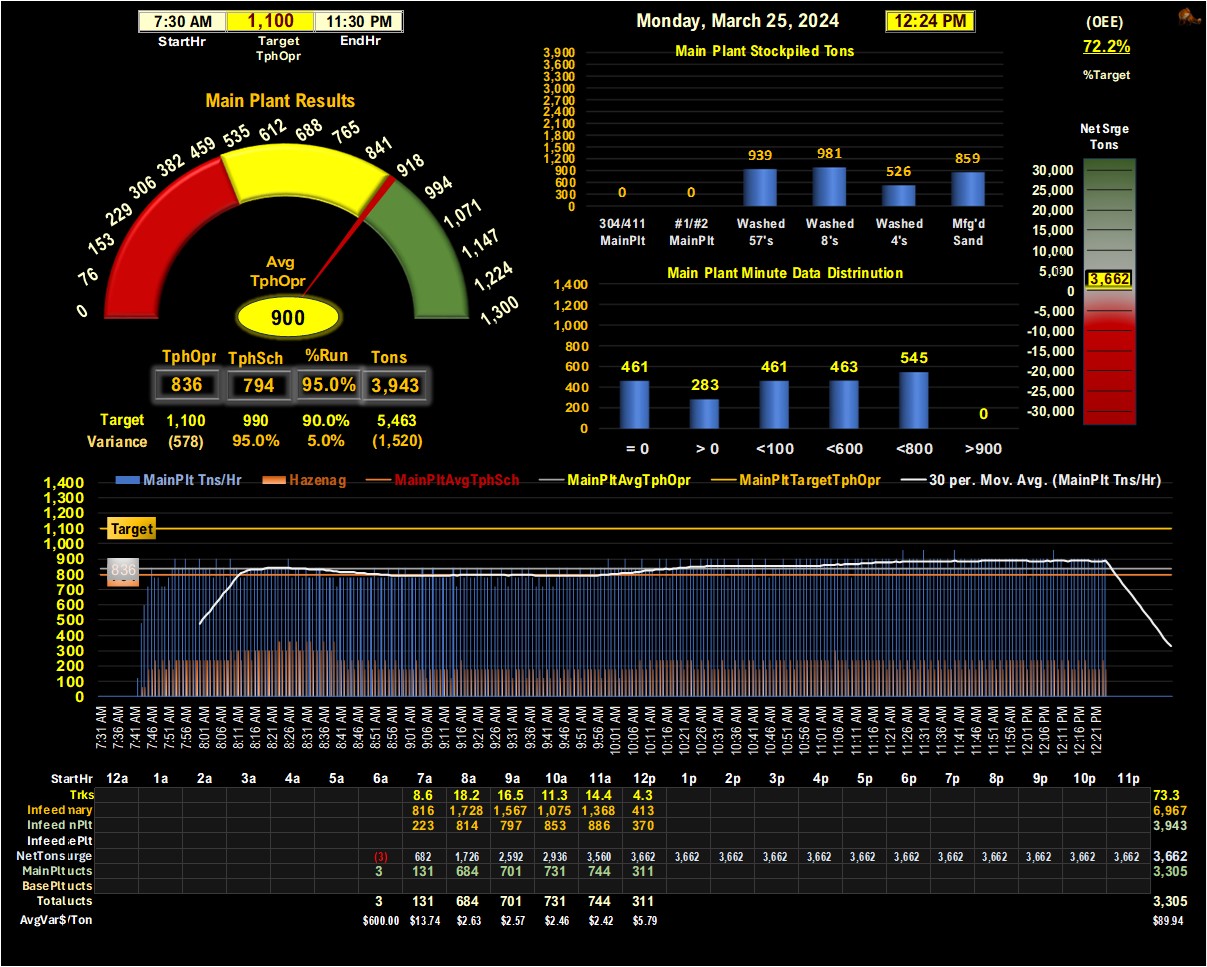 7:30 AM 1,100 11:30 PM
StartHr Target TphOpr EndHr
Monday, March 25, 2024 12:24 PM
(OEE)
72.2%
%Target
Main Plant Results
0 76 153 229 306 382 459 535 612 688 765 841 918 994 1,071 1,147 1,224 1,300
Avg
TphOpr
900
TphOpr TphSch %Run Tons
836 794 95.0% 3,943
Target 1,100 990 90.0% 5,463
Variance (578) 95.0% 5.0% (1,520)
Main Plant Stockpiled Tons
3,900
3,600
3,300
3,000
2,700
2,400
2,100
1,800
1,500
1,200
900
600
300
0
0 0 939 981 526 859
304/411 #1/#2 Washed Washed Washed Mfg'd
MainPlt MainPlt 57's 8's 4's Sand
Main Plant Minute Data Distrinution
1,400
1,200
1,000
800
600
400
200
0
461 283 461 463 545 0
= 0 > 0 <100 <600 <800 >900
Net Srge
Tons
30,000
25,000
20,000
15,000
10,000
5,000
3,662
0
-5,000
-10,000
-15,000
-20,000
-25,000
-30,000
MainPlt Tns/Hr Hazenag MainPltAvgTphSch MainPltAvgTphOpr MainPltTargetTphOpr 30 per. Mov. Avg. (MainPlt Tns/Hr)
1,400
1,300
1,200
1,100
1,000
900
800
700
600
500
400
300
200
100
0
Target
836
7:31 AM 7:36 AM 7:41 AM 7:46 AM 7:51 AM 7:56 AM 8:01 AM 8:06 AM 8:11 AM 8:16 AM 8:21 AM 8:26 AM 8:31 AM 8:36 AM 8:41 AM 8:46 AM 8:51 AM 8:56 AM 9:01 AM 9:06 AM 9:11 AM 9:16 AM 9:21 AM 9:26 AM 9:31 AM 9:36 AM 9:41 AM 9:46 AM 9:51 AM 9:56 AM 10:01 AM 10:06 AM 10:11 AM 10:16 AM 10:21 AM 10:26 AM 10:31 AM 10:36 AM 10:41 AM 10:46 AM 10:51 AM 10:56 AM 11:01 AM 11:06 AM 11:11 AM 11:16 AM 11:21 AM 11:26 AM 11:31 AM 11:36 AM 11:41 AM 11:46 AM 11:51 AM 11:56 AM 12:01 PM 12:06 PM 12:11 PM 12:16 PM 12:21 PM
StartHr 12a 1a 2a 3a 4a 5a 6a 7a 8a 9a 10a 11a 12p 1p 2p 3p 4p 5p 6p 7p 8p 9p 10p 11p
Trks 8.6 18.2 16.5 11.3 14.4 4.3 73.3
Infeed nary 816 1,728 1,567 1,075 1,368 413 6,967
Infeed nPlt 223 814 797 853 886 370 3,943
Infeed ePlt
NetTons urge (3) 682 1,726 2,592 2,936 3,560 3,662 3,662 3,662 3,662 3,662 3,662 3,662 3,662 3,662 3,662 3,662 3,662 3,662
MainPlt ucts 3 131 684 701 731 744 311 3,305
BasePlt ucts
Total ucts 3 131 684 701 731 744 311 3,305
AvgVar$/Ton $600.00 $13.74 $2.63 $2.57 $2.46 $2.42 $5.79 $89.94